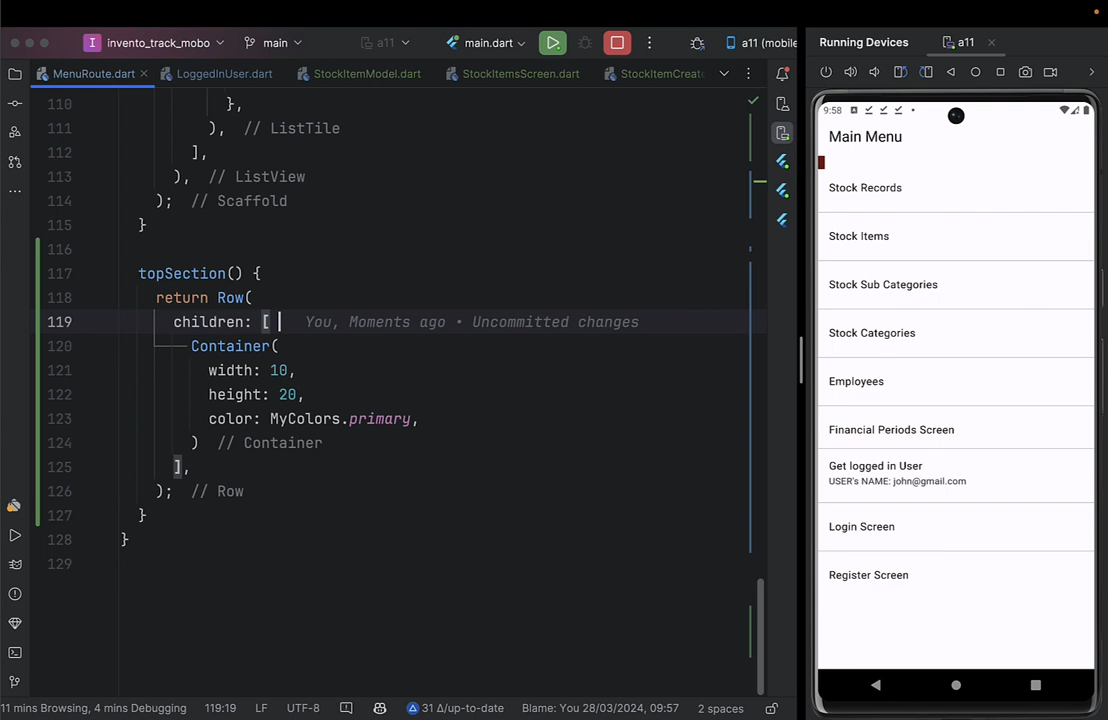 invento_track_mobo
main
a11
main.dart
a11 (mobile
Running Devices
a11
MenuRoute.dart
LoggedInUser.dart
StockItemModel.dart
StockItemsScreen.dart
StockItemCreate
110 },
111 ), // ListTile
112 ],
113 ), // ListView
114 ); // Scaffold
115 }
116
117 topSection() {
118 return Row(
119 children: [ You, Moments ago • Uncommitted changes
120 Container(
121 width: 10,
122 height: 20,
123 color: MyColors.primary,
124 ) // Container
125 ],
126 ); // Row
127 }
128 }
129
9:58
Main Menu
Stock Records
Stock Items
Stock Sub Categories
Stock Categories
Employees
Financial Periods Screen
Get logged in User
USER's NAME: john@gmail.com
Login Screen
Register Screen
11 mins Browsing, 4 mins Debugging
119:19
LF
UTF-8
31 Δ/up-to-date
Blame: You 28/03/2024, 09:57
2 spaces